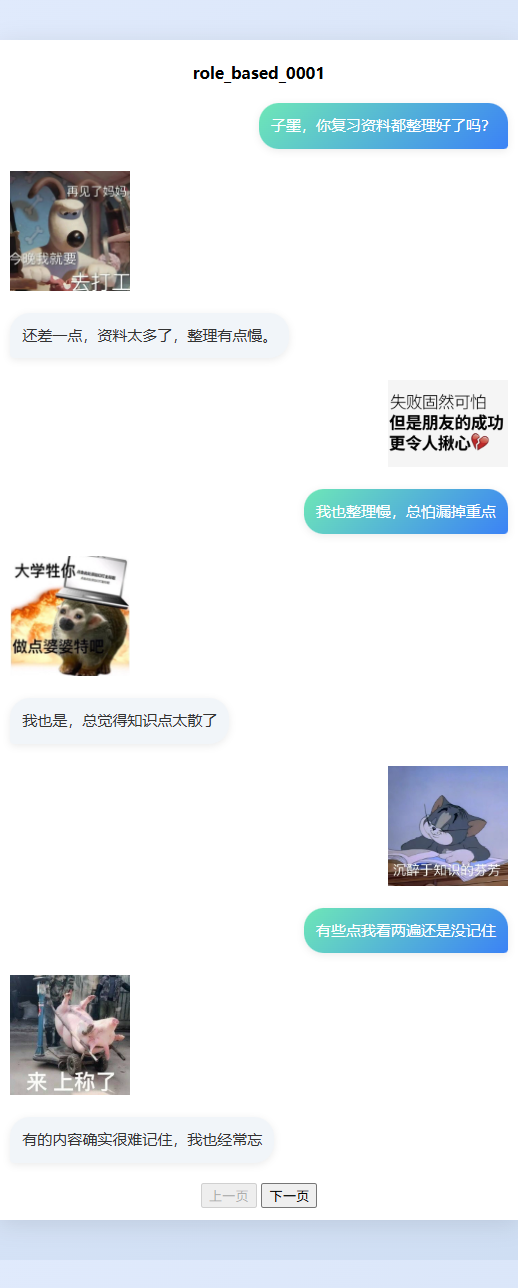 role_based_0001
子墨，你复习资料都整理好了吗？
再见了妈妈
今晚我就要
去打工
还差一点，资料太多了，整理有点慢。
失败固然可怕
但是朋友的成功
更令人揪心💔
我也整理慢，总怕漏掉重点
大学牲你
做点婆婆特吧
我也是，总觉得知识点太散了
沉醉于知识的芬芳
有些点我看两遍还是没记住
来 上称了
有的内容确实很难记住，我也经常忘
上一页 下一页